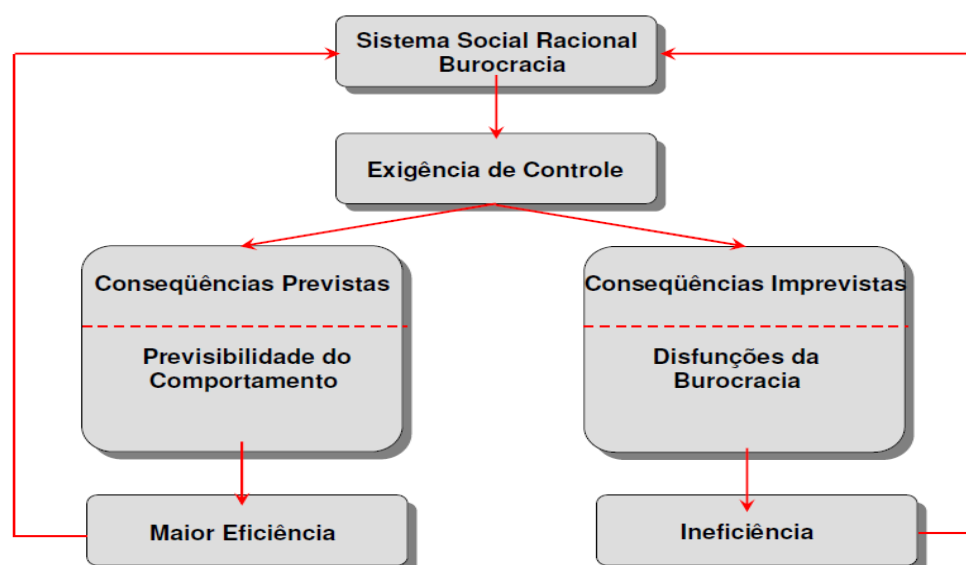 Sistema Social Racional
Burocracia
Exigência de Controle
Conseqüências Previstas
Previsibilidade do
Comportamento
Maior Eficiência
Conseqüências Imprevistas
Disfunções da
Burocracia
Ineficiência